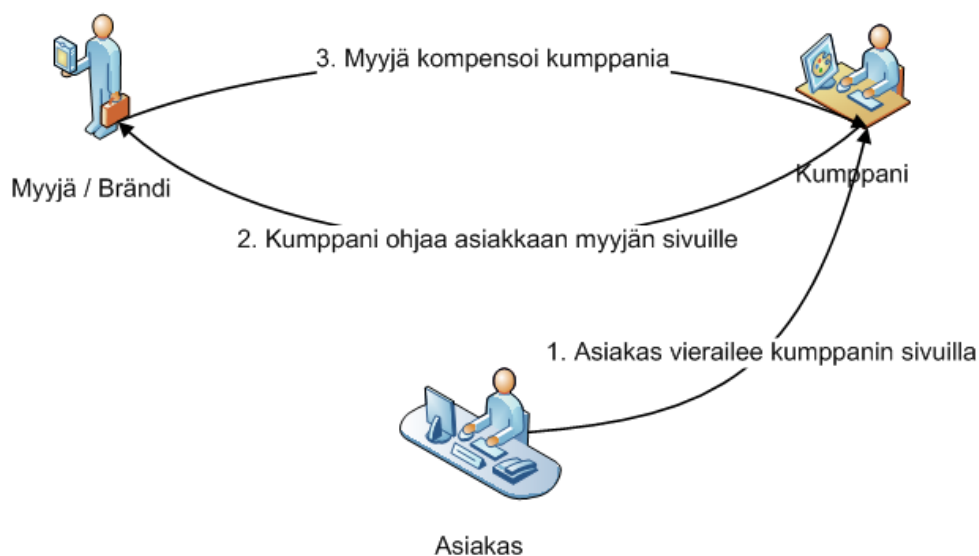 3. Myyjä kompensoi kumppania
Myyjä / Brändi
Kumppani
2. Kumppani ohjaa asiakkaan myyjän sivuille
1. Asiakas vierailee kumppanin sivuilla
Asiakas